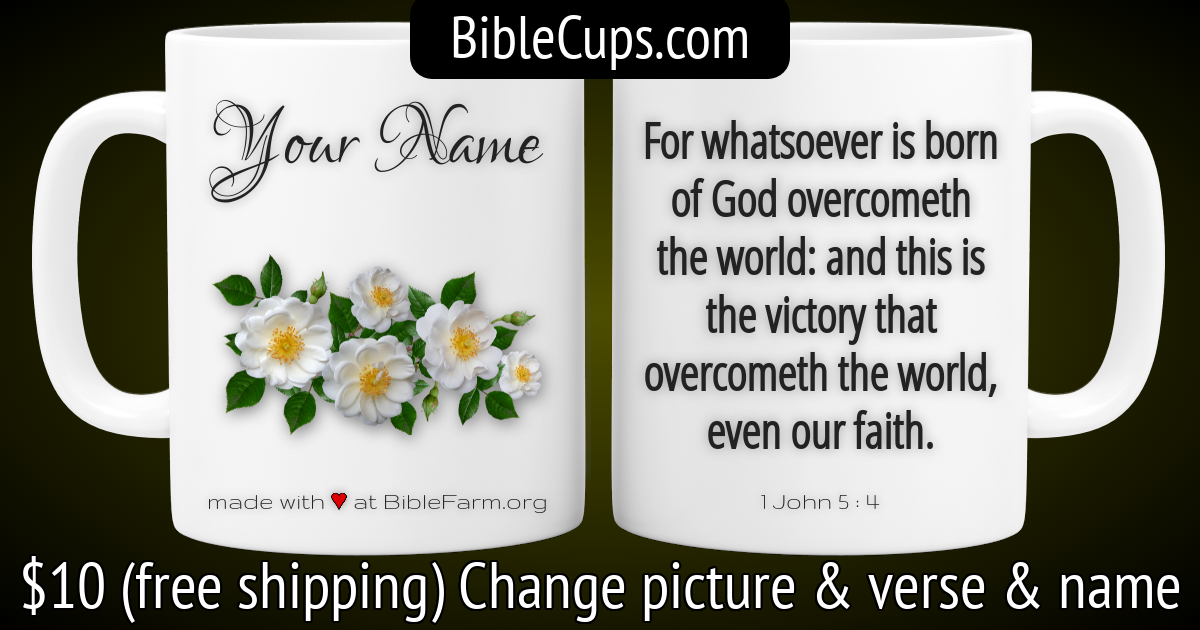 BibleCups.com
Your Name
made with ♥ at BibleFarm.org
For whatsoever is born
of God overcometh
the world: and this is
the victory that
overcometh the world,
even our faith.
1 John 5 : 4
$10 (free shipping) Change picture & verse & name